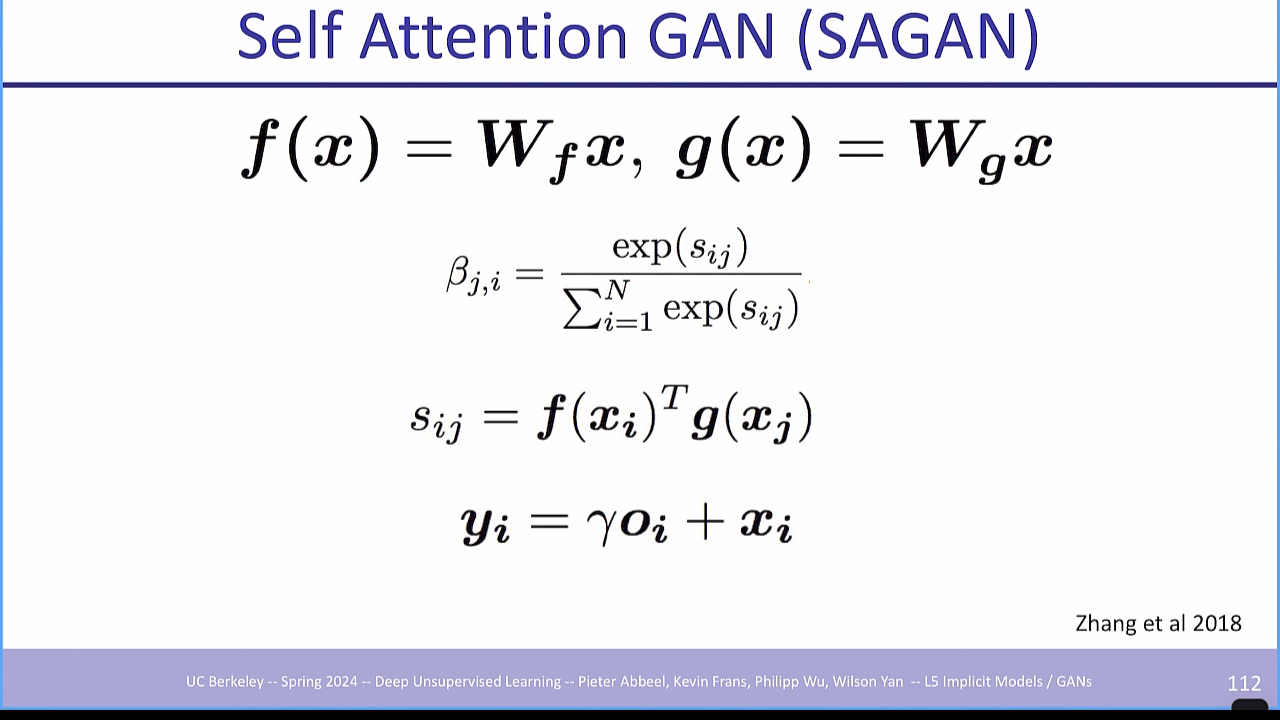 Self Attention GAN (SAGAN)
f(x) = W_f x, g(x) = W_g x
β_{j,i} = exp(s_{ij}) / ∑_{i=1}^{N} exp(s_{ij})
s_{ij} = f(x_i)^T g(x_j)
y_i = γo_i + x_i
Zhang et al 2018
UC Berkeley -- Spring 2024 -- Deep Unsupervised Learning -- Pieter Abbeel, Kevin Frans, Philipp Wu, Wilson Yan -- L5 Implicit Models / GANs
112